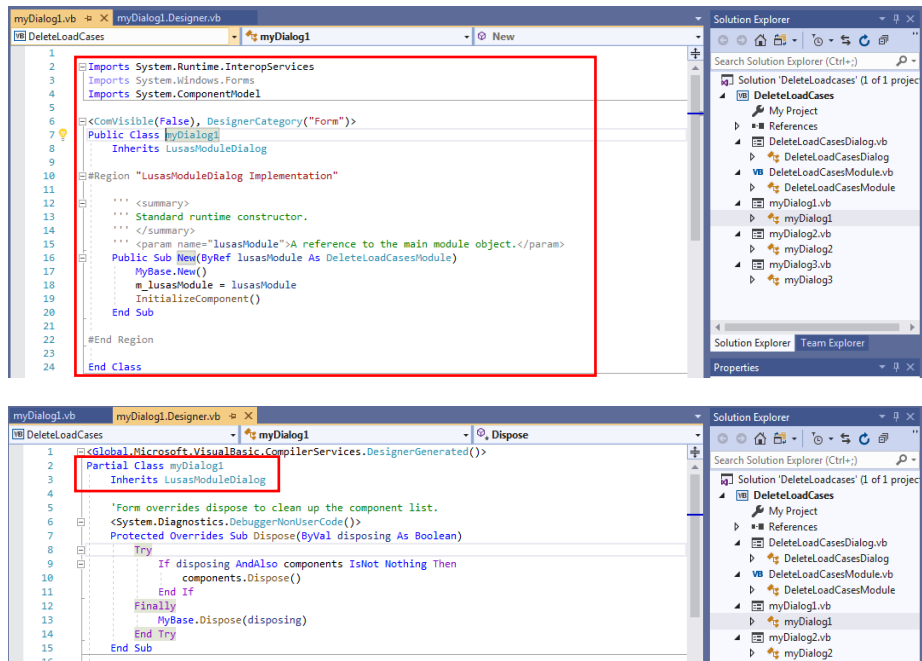 myDialog1.vb myDialog1.Designer.vb
DeleteLoadCases myDialog1 New
1
2 Imports System.Runtime.InteropServices
3 Imports System.Windows.Forms
4 Imports System.ComponentModel
5
6 <ComVisible(False), DesignerCategory("Form")>
7 Public Class myDialog1
8 Inherits LusasModuleDialog
9
10 #Region "LusasModuleDialog Implementation"
11
12 ''' <summary>
13 ''' Standard runtime constructor.
14 ''' </summary>
15 ''' <param name="lusasModule">A reference to the main module object.</param>
16 Public Sub New(ByRef lusasModule As DeleteLoadCasesModule)
17 MyBase.New()
18 m_lusasModule = lusasModule
19 InitializeComponent()
20 End Sub
21
22 #End Region
23
24 End Class
Solution Explorer
Search Solution Explorer (Ctrl+;)
Solution 'DeleteLoadcases' (1 of 1 projec
VB DeleteLoadCases
My Project
References
DeleteLoadCasesDialog.vb
DeleteLoadCasesDialog
VB DeleteLoadCasesModule.vb
DeleteLoadCasesModule
myDialog1.vb
myDialog1
myDialog2.vb
myDialog2
myDialog3.vb
myDialog3
Solution Explorer Team Explorer
Properties
myDialog1.vb myDialog1.Designer.vb
DeleteLoadCases myDialog1 Dispose
1 <Global.Microsoft.VisualBasic.CompilerServices.DesignerGenerated()>
2 Partial Class myDialog1
3 Inherits LusasModuleDialog
4
5 'Form overrides dispose to clean up the component list.
6 <System.Diagnostics.DebuggerNonUserCode()>
7 Protected Overrides Sub Dispose(ByVal disposing As Boolean)
8 Try
9 If disposing AndAlso components IsNot Nothing Then
10 components.Dispose()
11 End If
12 Finally
13 MyBase.Dispose(disposing)
14 End Try
15 End Sub
Solution Explorer
Search Solution Explorer (Ctrl+;)
Solution 'DeleteLoadcases' (1 of 1 projec
VB DeleteLoadCases
My Project
References
DeleteLoadCasesDialog.vb
DeleteLoadCasesDialog
VB DeleteLoadCasesModule.vb
DeleteLoadCasesModule
myDialog1.vb
myDialog1
myDialog2.vb
myDialog2